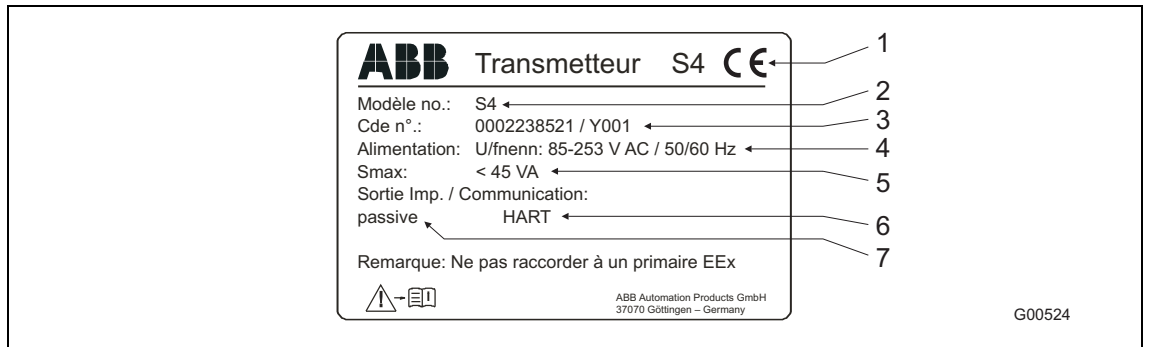 ABB Transmetteur S4 CE 1
Modèle no.: S4 2
Cde n°.: 0002238521 / Y001 3
Alimentation: U/fnenn: 85-253 V AC / 50/60 Hz 4
Smax: < 45 VA 5
Sortie Imp. / Communication:
passive HART 6
7
Remarque: Ne pas raccorder à un primaire EEx
ABB Automation Products GmbH
37070 Göttingen – Germany
G00524